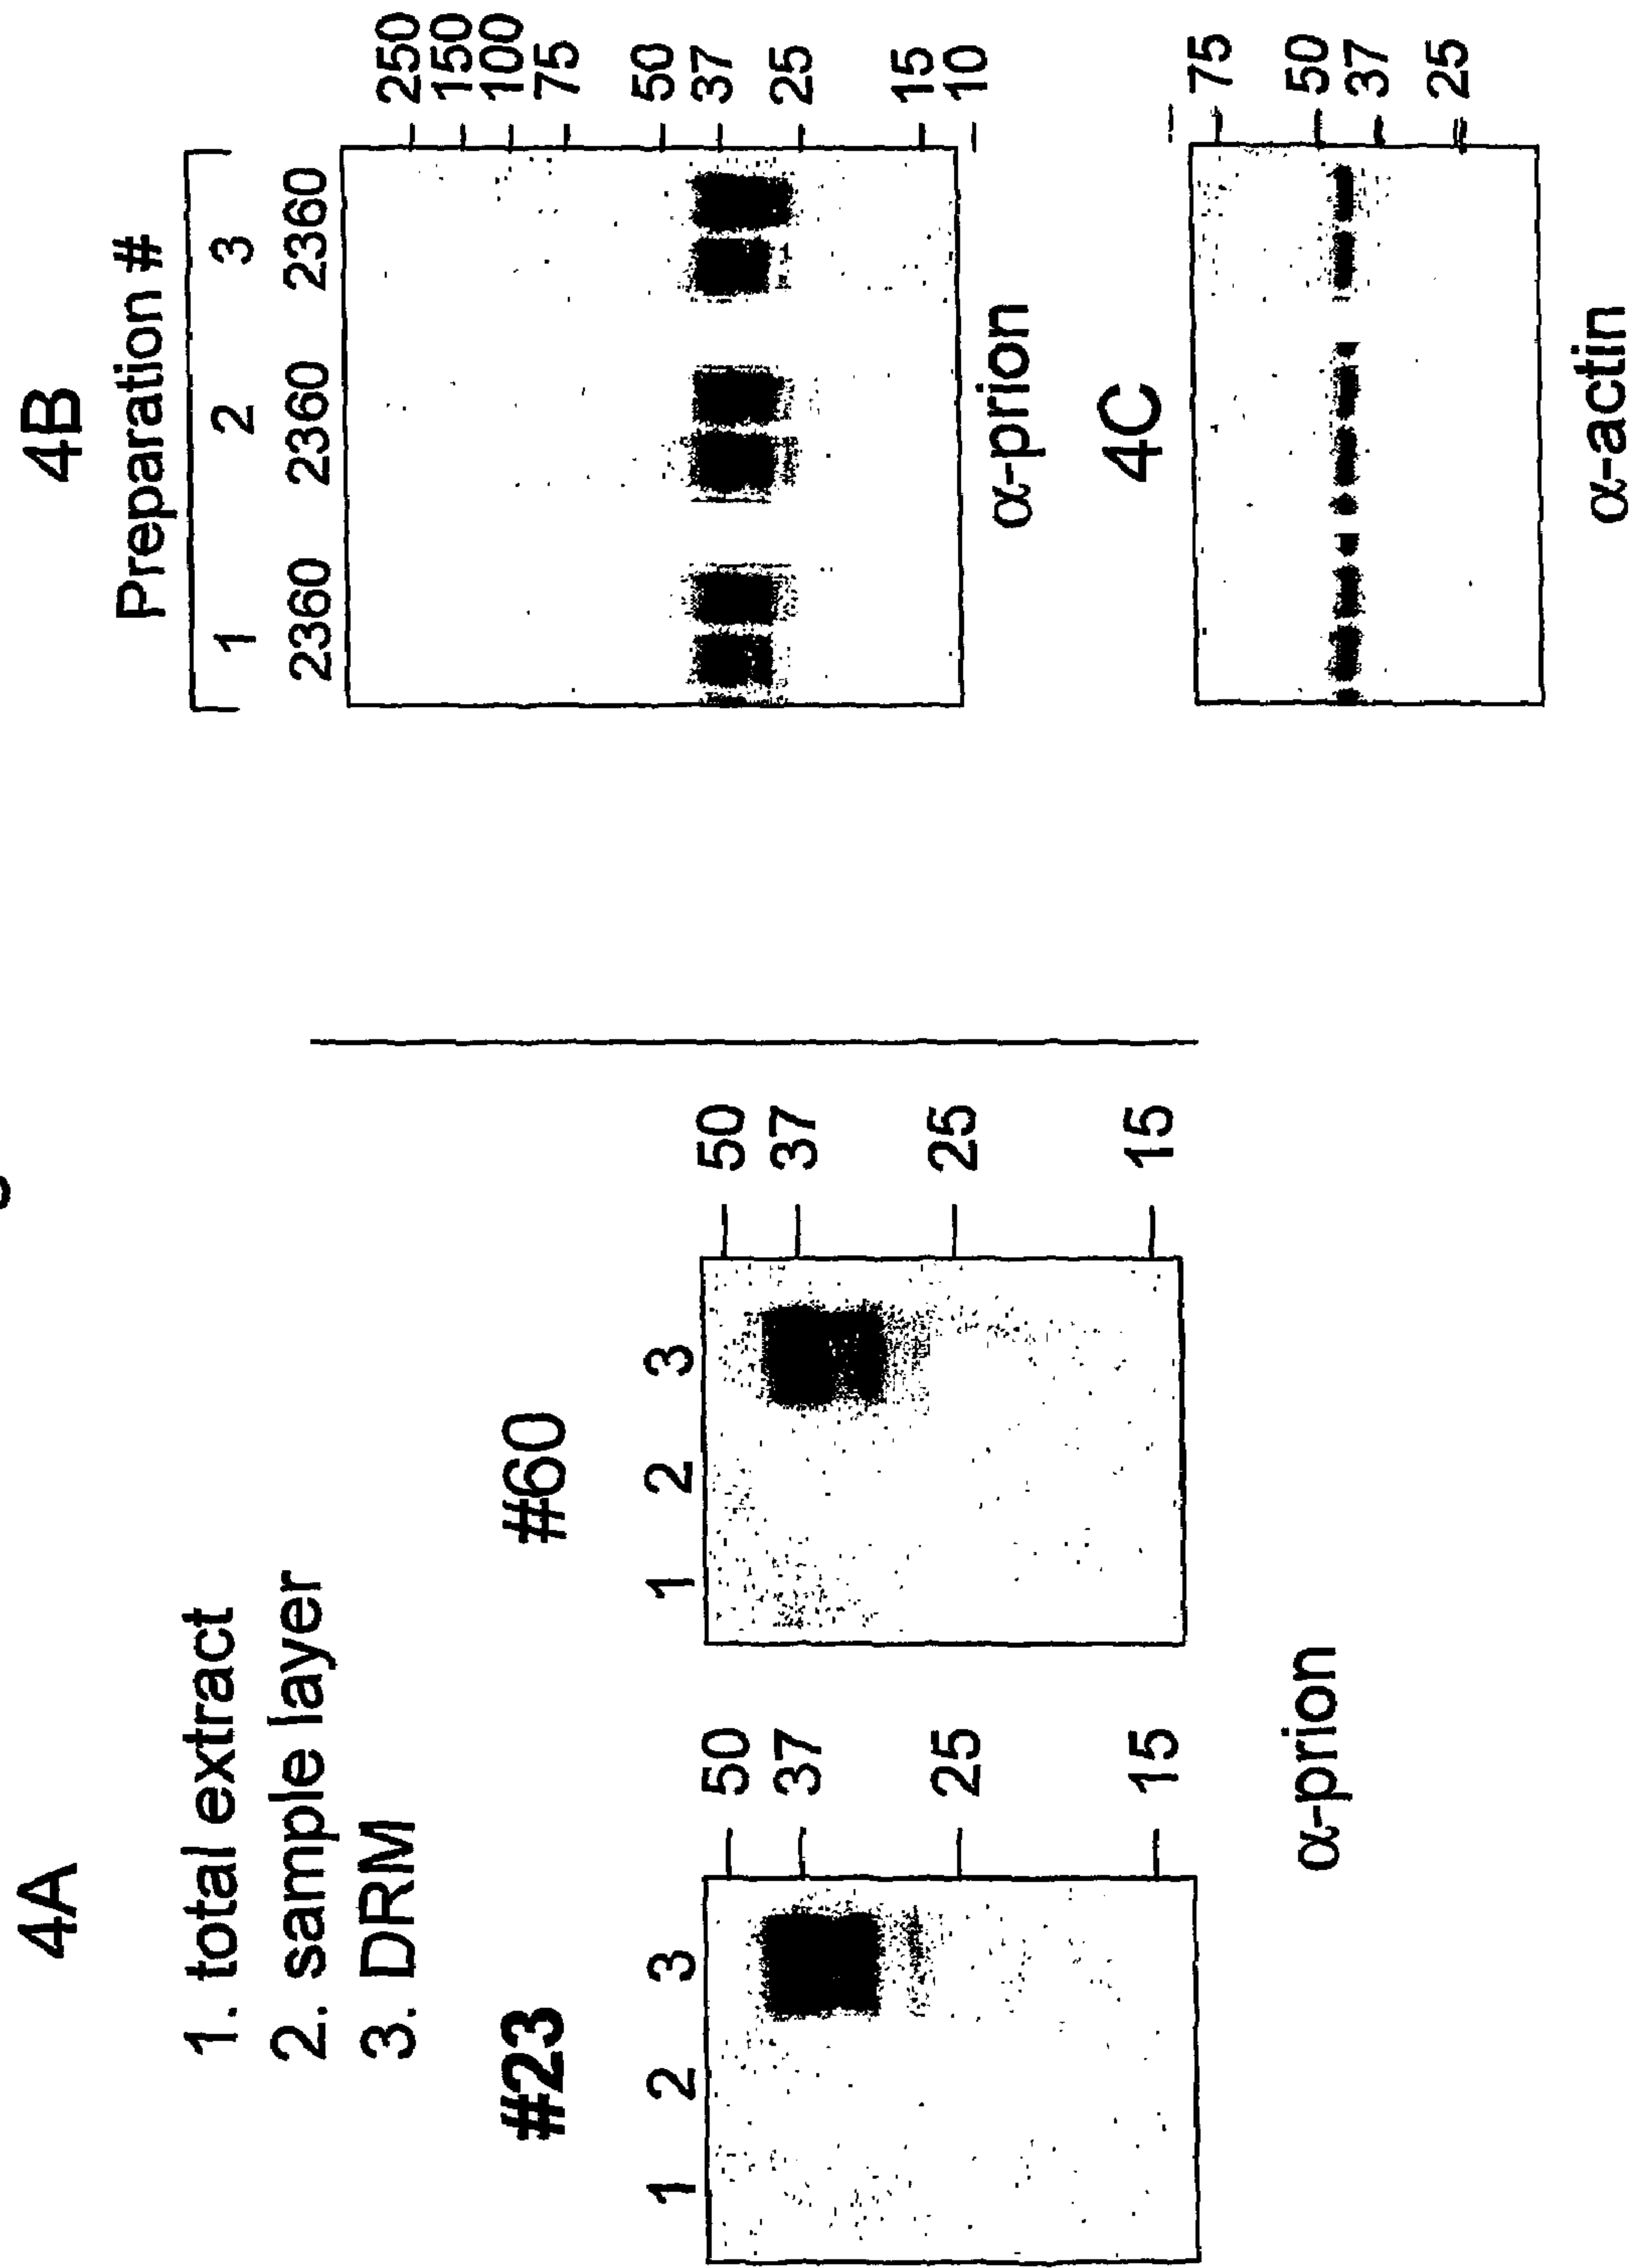 4A
1. total extract
2. sample layer
3. DRM
#23
1 2 3
50
37
25
15
#60
1 2 3
50
37
25
15
α-prion
4B
Preparation #
1 2 3
2360 2360 2360
250
150
100
75
50
37
25
15
10
α-prion
4C
75
50
37
25
α-actin